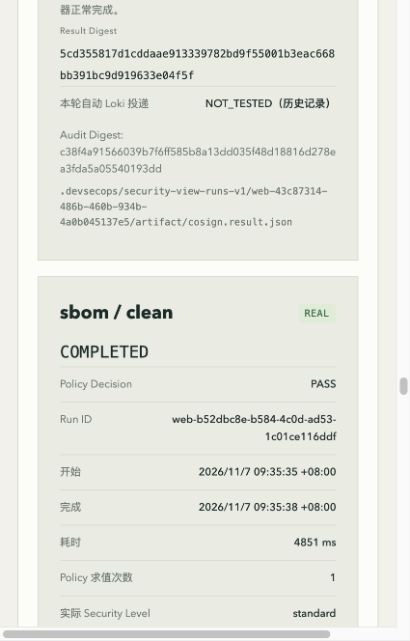 器正常完成。
Result Digest
5cd355817d1cddaae913339782bd9f55001b3eac668
bb391bc9d919633e04f5f
本轮自动 Loki 投递 NOT_TESTED（历史记录）
Audit Digest:
c38f4a91566039b7f6ff585b8a13dd035f48d18816d278e
a3fda5a05540193dd
.devsecops/security-view-runs-v1/web-43c87314-
486b-460b-934b-
4a0b045137e5/artifact/cosign.result.json
sbom / clean REAL
COMPLETED
Policy Decision PASS
Run ID web-b52dbc8e-b584-4c0d-ad53-
1c01ce116ddf
开始 2026/11/7 09:35:35 +08:00
完成 2026/11/7 09:35:38 +08:00
耗时 4851 ms
Policy 求值次数 1
实际 Security Level standard